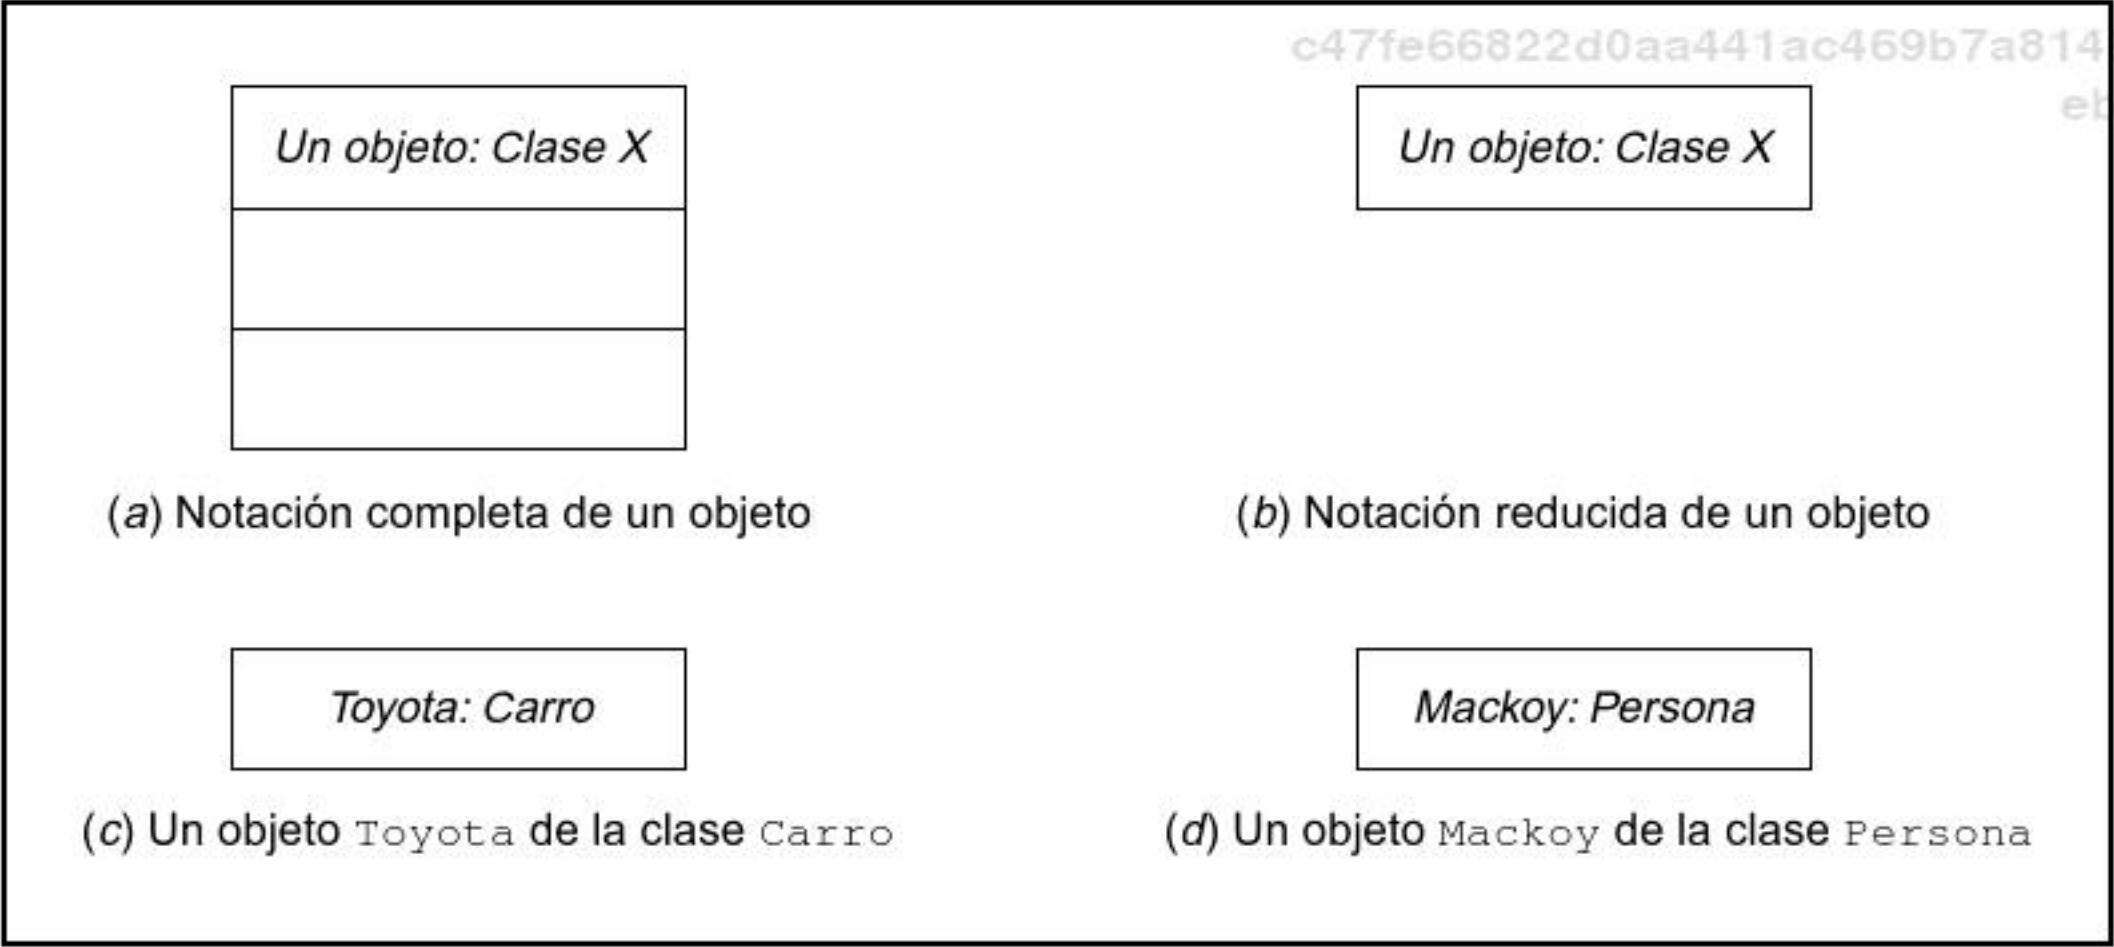 c47fe66822d0aa441ac469b7a814
eb
Un objeto: Clase X
Un objeto: Clase X
(a) Notación completa de un objeto
(b) Notación reducida de un objeto
Toyota: Carro
Mackoy: Persona
(c) Un objeto Toyota de la clase Carro
(d) Un objeto Mackoy de la clase Persona